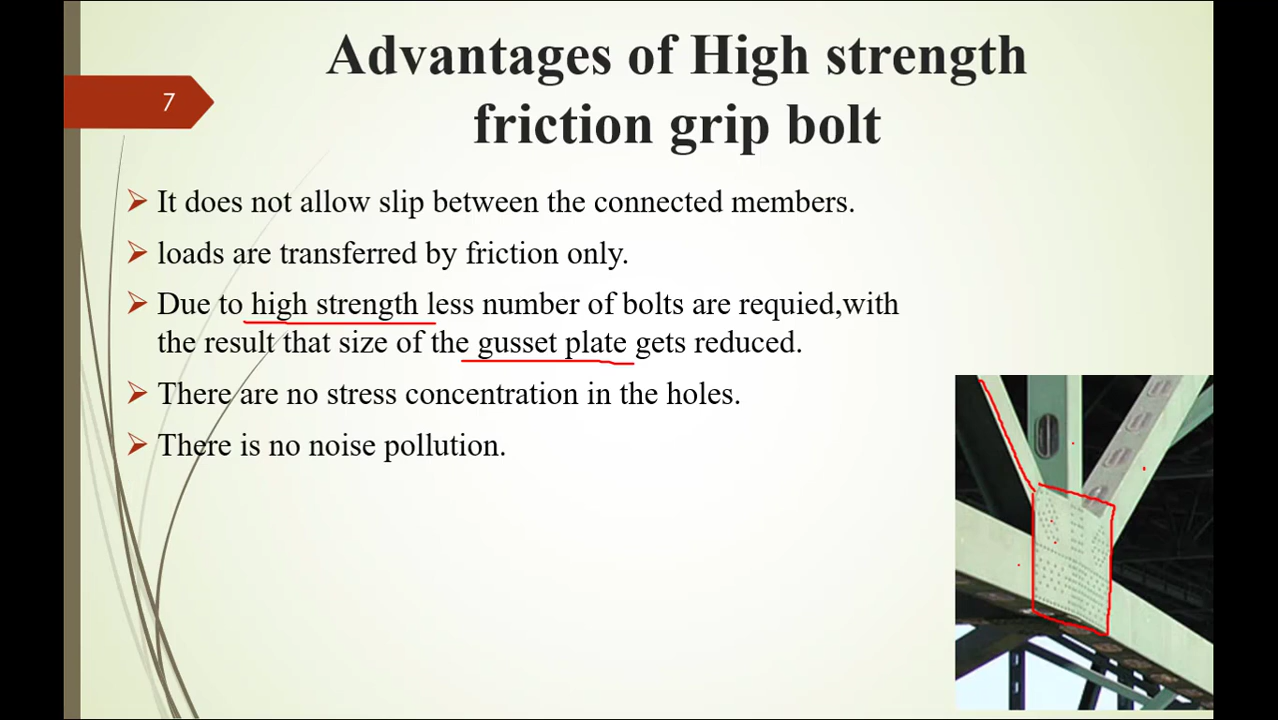 7
Advantages of High strength
friction grip bolt
It does not allow slip between the connected members.
loads are transferred by friction only.
Due to high strength less number of bolts are requied,with
the result that size of the gusset plate gets reduced.
There are no stress concentration in the holes.
There is no noise pollution.